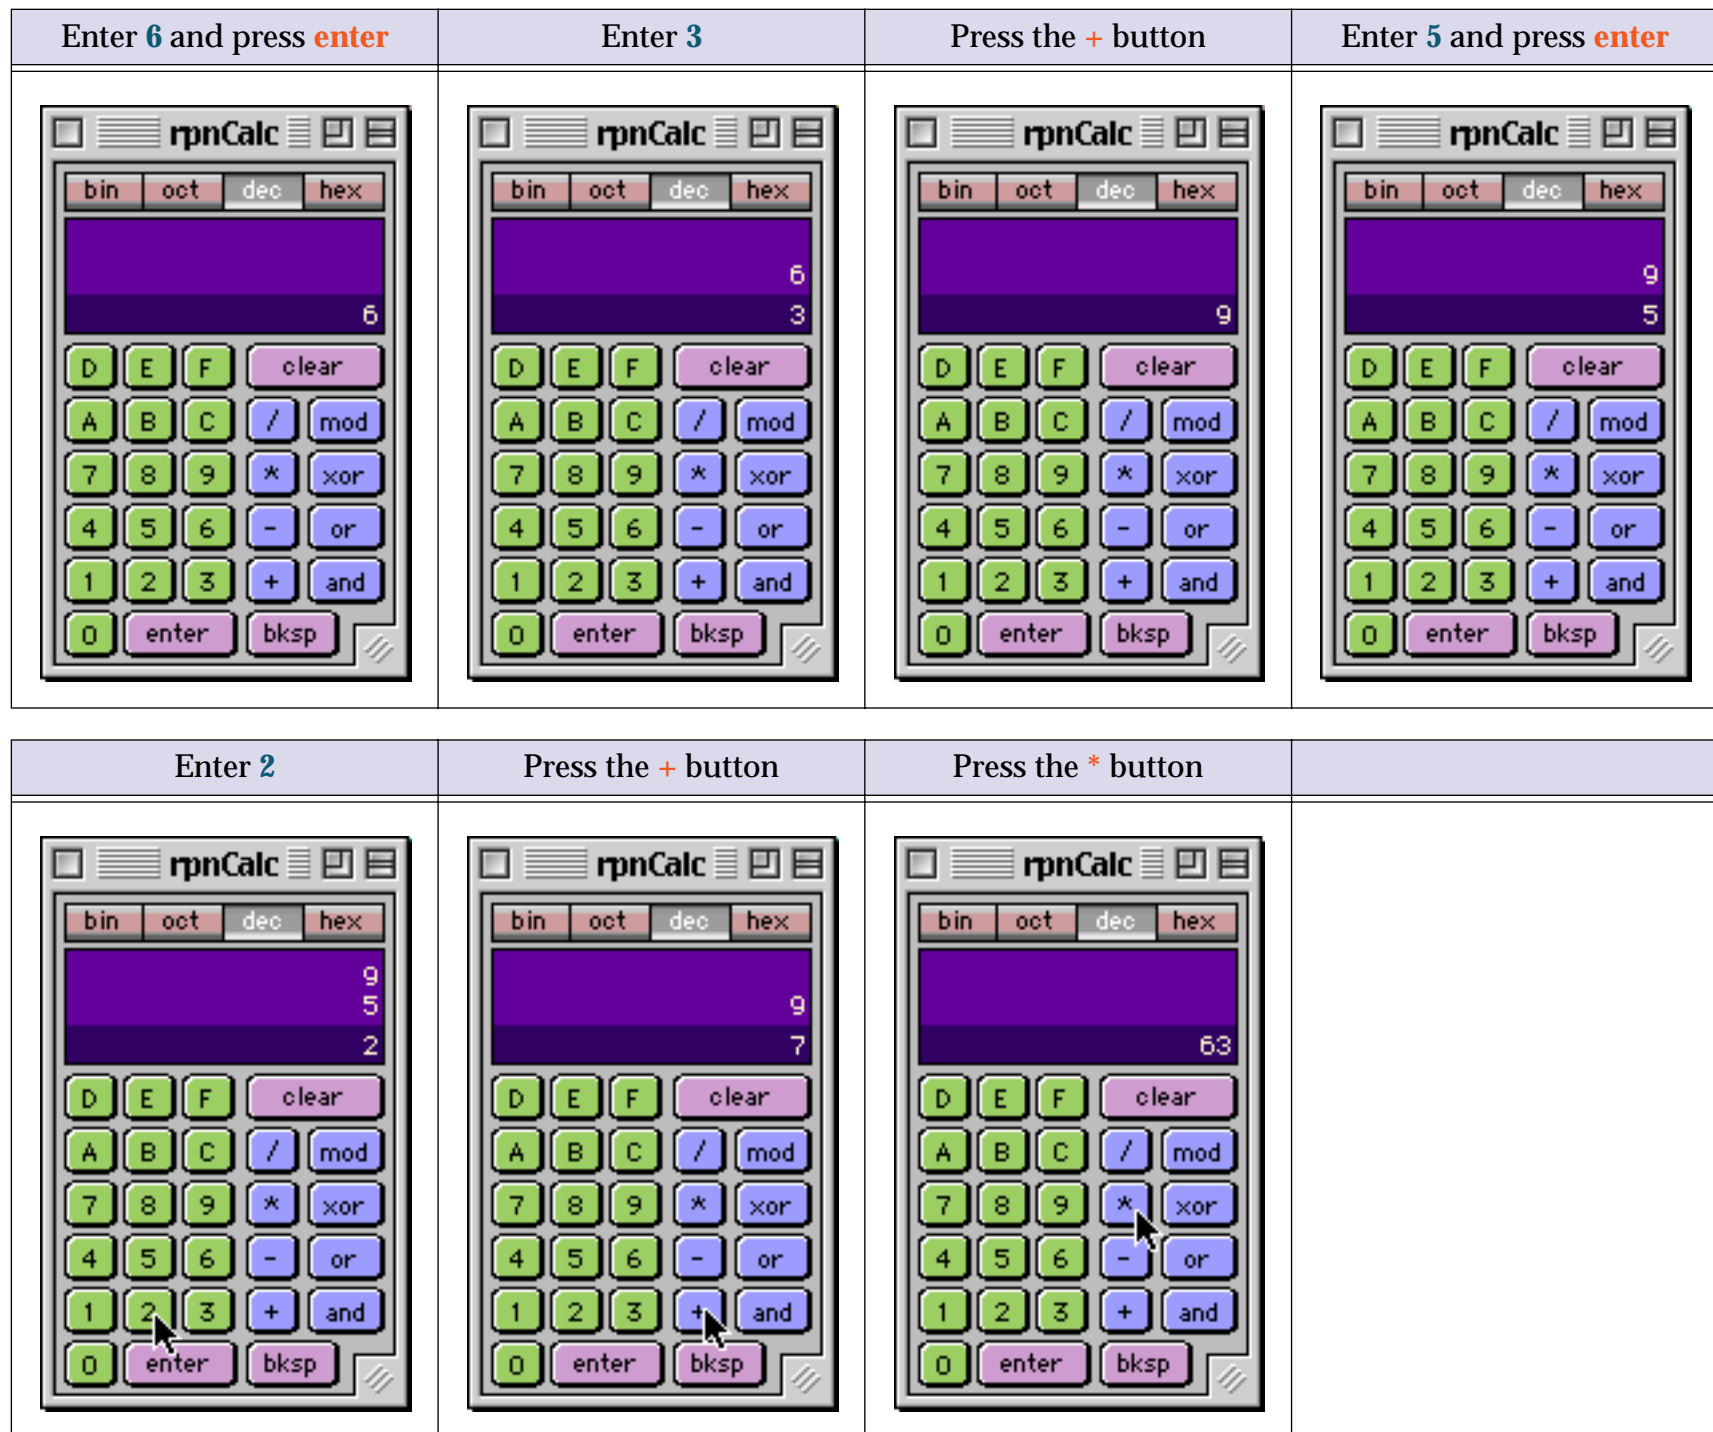 Enter 6 and press enter
Enter 3
Press the + button
Enter 5 and press enter
rpnCalc
bin oct dec hex
6
D E F clear
A B C / mod
7 8 9 * xor
4 5 6 - or
1 2 3 + and
0 enter bksp
rpnCalc
bin oct dec hex
6
3
D E F clear
A B C / mod
7 8 9 * xor
4 5 6 - or
1 2 3 + and
0 enter bksp
rpnCalc
bin oct dec hex
9
D E F clear
A B C / mod
7 8 9 * xor
4 5 6 - or
1 2 3 + and
0 enter bksp
rpnCalc
bin oct dec hex
9
5
D E F clear
A B C / mod
7 8 9 * xor
4 5 6 - or
1 2 3 + and
0 enter bksp
Enter 2
Press the + button
Press the * button
rpnCalc
bin oct dec hex
9
5
2
D E F clear
A B C / mod
7 8 9 * xor
4 5 6 - or
1 2 3 + and
0 enter bksp
rpnCalc
bin oct dec hex
9
7
D E F clear
A B C / mod
7 8 9 * xor
4 5 6 - or
1 2 3 + and
0 enter bksp
rpnCalc
bin oct dec hex
63
D E F clear
A B C / mod
7 8 9 * xor
4 5 6 - or
1 2 3 + and
0 enter bksp